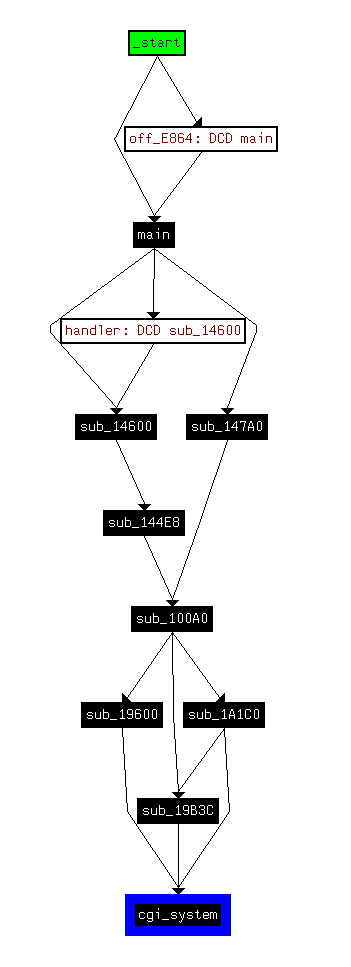 _start
off_E864: DCD main
main
handler: DCD sub_14600
sub_14600
sub_147A0
sub_144E8
sub_100A0
sub_19600
sub_1A1C0
sub_19B3C
cgi_system